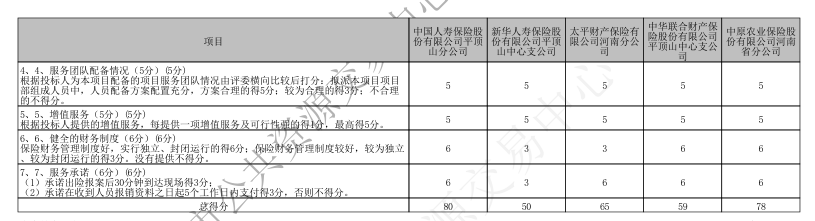 项目
中国人寿保险股份有限公司平顶山分公司
新华人寿保险股份有限公司平顶山中心支公司
太平财产保险有限公司河南分公司
中华联合财产保险股份有限公司平顶山中心支公司
中原农业保险股份有限公司河南省分公司
4、4、服务团队配备情况（5分）(5分)
根据投标人为本项目配备的项目服务团队情况由评委横向比较后打分；拟派本项目项目
部组成人员中，人员配备方案配置充分，方案合理的得5分；较为合理的得3分；不合理
的不得分。
5 5 5 5 5
5、5、增值服务（5分）(5分)
根据投标人提供的增值服务，每提供一项增值服务及可行性强的得1分，最高得5分。
5 5 5 5 5
6、6、健全的财务制度（6分）(6分)
保险财务管理制度好，实行独立、封闭运行的得6分；保险财务管理制度较好，较为独立
、较为封闭运行的得3分。没有提供不得分。
6 3 3 6 6
7、7、服务承诺（6分）(6分)
（1）承诺出险报案后30分钟到达现场得3分；
（2）承诺在收到人员报销资料之日起5个工作日内支付得3分，否则不得分。
6 3 6 6 6
总得分 80 50 65 59 78